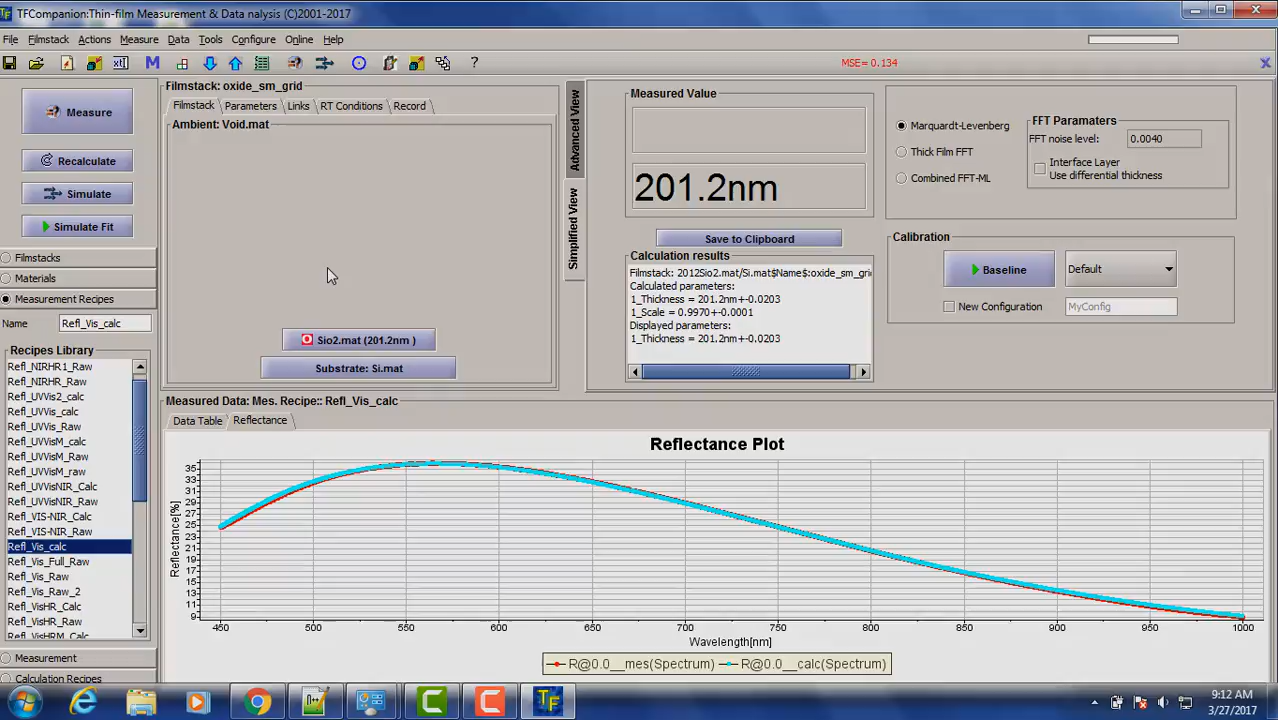 TFCompanion:Thin-film Measurement & Data nalysis (C)2001-2017
File Filmstack Actions Measure Data Tools Configure Online Help
xt() M ? MSE= 0.134
Measure
Recalculate
Simulate
Simulate Fit
Filmstacks
Materials
Measurement Recipes
Name Refl_Vis_calc
Recipes Library
Refl_NIRHR1_Raw
Refl_NIRHR_Raw
Refl_UVVis2_calc
Refl_UVVis_calc
Refl_UVVis_Raw
Refl_UVVisM_calc
Refl_UVVisM_Raw
Refl_UVVisM_raw
Refl_UVVisNIR_Calc
Refl_UVVisNIR_Raw
Refl_VIS-NIR_Calc
Refl_VIS-NIR_Raw
Refl_Vis_calc
Refl_Vis_Full_Raw
Refl_Vis_Raw
Refl_Vis_Raw_2
Refl_VisHR_Calc
Refl_VisHR_Raw
Refl_VisHRM_Calc
Measurement
Calculation Recipes
Filmstack: oxide_sm_grid
Filmstack Parameters Links RT Conditions Record
Ambient: Void.mat
Sio2.mat (201.2nm )
Substrate: Si.mat
Advanced View
Simplified View
Measured Value
201.2nm
Save to Clipboard
Calculation results
Filmstack: 2012Sio2.mat/Si.mat$Name$:oxide_sm_grid
Calculated parameters:
1_Thickness = 201.2nm+-0.0203
1_Scale = 0.9970+-0.0001
Displayed parameters:
1_Thickness = 201.2nm+-0.0203
Marquardt-Levenberg
Thick Film FFT
Combined FFT-ML
FFT Paramaters
FFT noise level: 0.0040
Interface Layer
Use differential thickness
Calibration
Baseline Default
New Configuration MyConfig
Measured Data: Mes. Recipe:: Refl_Vis_calc
Data Table Reflectance
Reflectance Plot
Reflectance[%]
35
33
31
29
27
25
23
21
19
17
15
13
11
9
450 500 550 600 650 700 750 800 850 900 950 1000
Wavelength[nm]
R@0.0__mes(Spectrum) R@0.0__calc(Spectrum)
9:12 AM
3/27/2017